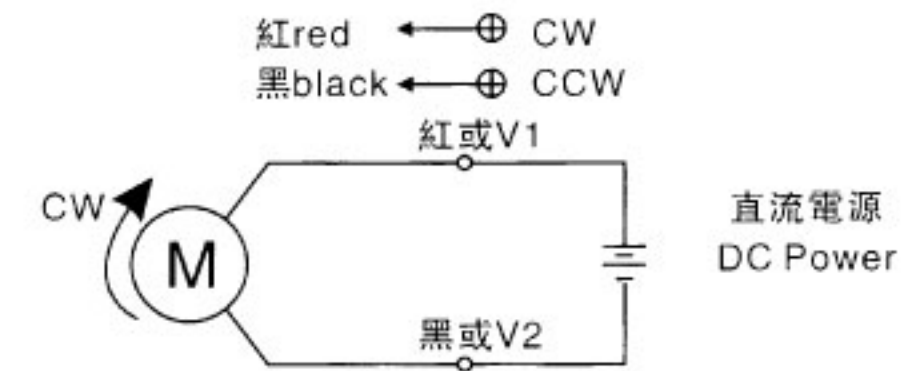 紅red ⊕ CW
黑black ⊕ CCW
紅或V1
CW
M
直流電源
DC Power
黑或V2